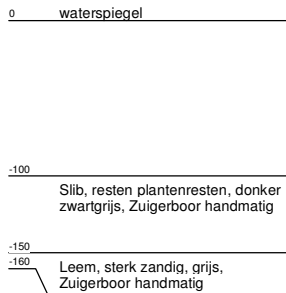 0 waterspiegel
-100
Slib, resten plantenresten, donker
zwartgrijs, Zuigerboor handmatig
-150
-160
Leem, sterk zandig, grijs,
Zuigerboor handmatig